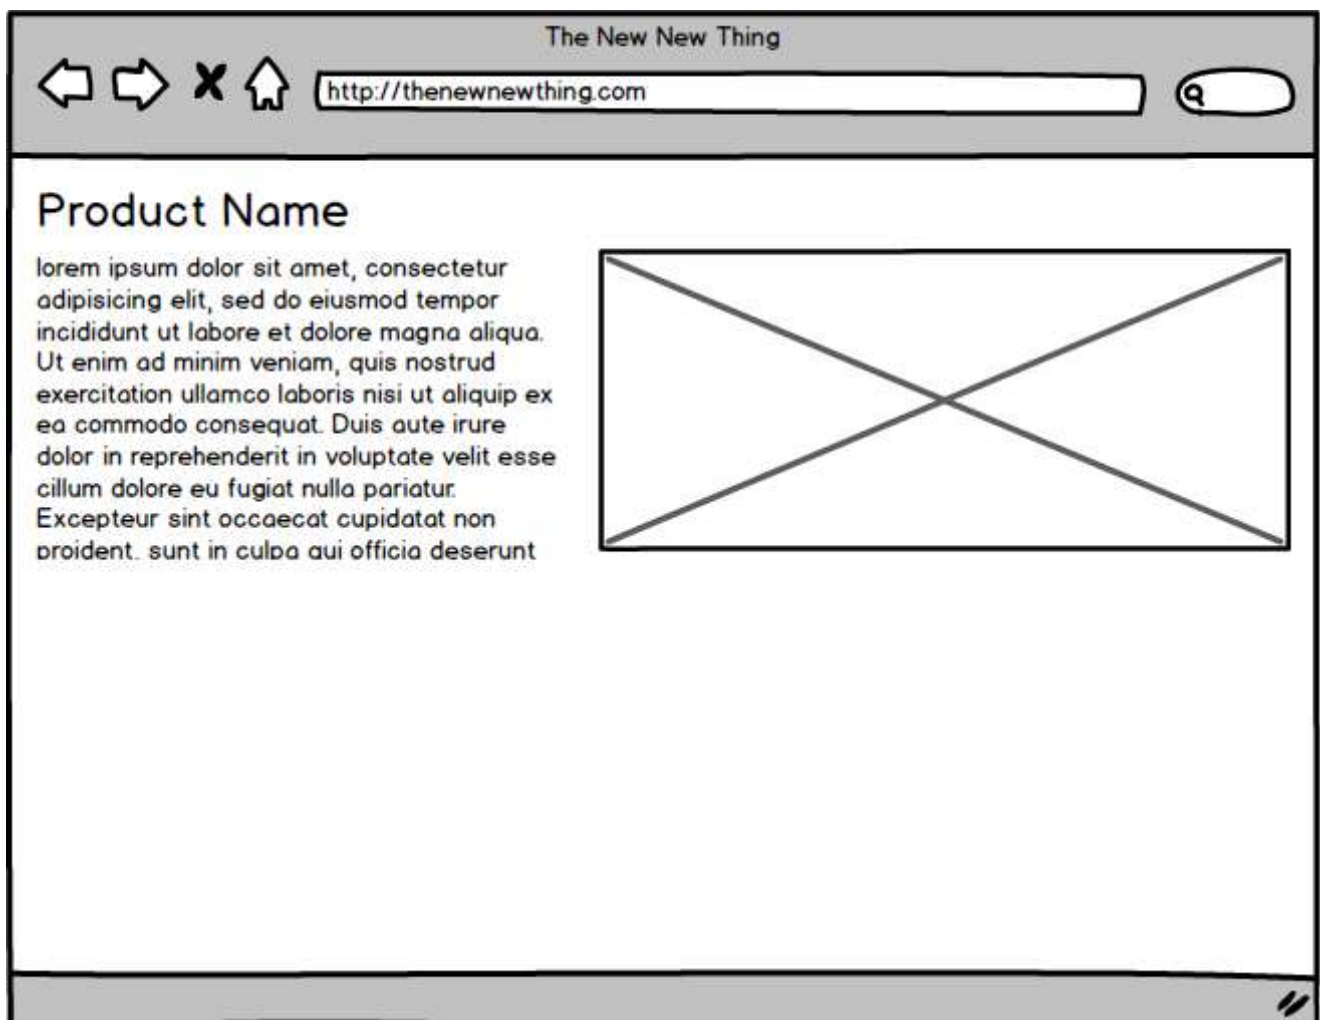 The New New Thing
http://thenewnewthing.com
Product Name
lorem ipsum dolor sit amet, consectetur
adipisicing elit, sed do eiusmod tempor
incididunt ut labore et dolore magna aliqua.
Ut enim ad minim veniam, quis nostrud
exercitation ullamco laboris nisi ut aliquip ex
ea commodo consequat. Duis aute irure
dolor in reprehenderit in voluptate velit esse
cillum dolore eu fugiat nulla pariatur.
Excepteur sint occaecat cupidatat non
proident, sunt in culpa qui officia deserunt